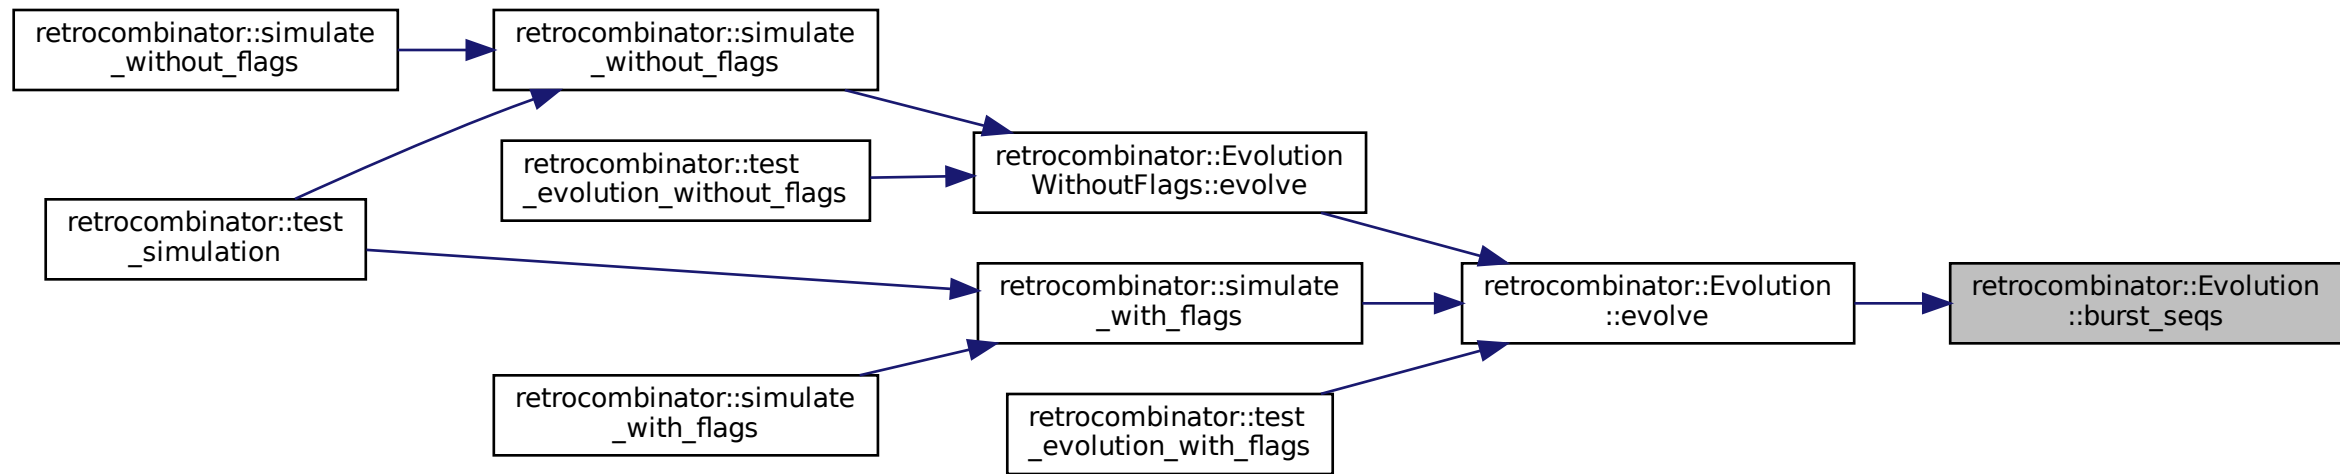 retrocombinator::simulate
_without_flags
retrocombinator::simulate
_without_flags
retrocombinator::test
_evolution_without_flags
retrocombinator::Evolution
WithoutFlags::evolve
retrocombinator::test
_simulation
retrocombinator::simulate
_with_flags
retrocombinator::Evolution
::evolve
retrocombinator::Evolution
::burst_seqs
retrocombinator::simulate
_with_flags
retrocombinator::test
_evolution_with_flags